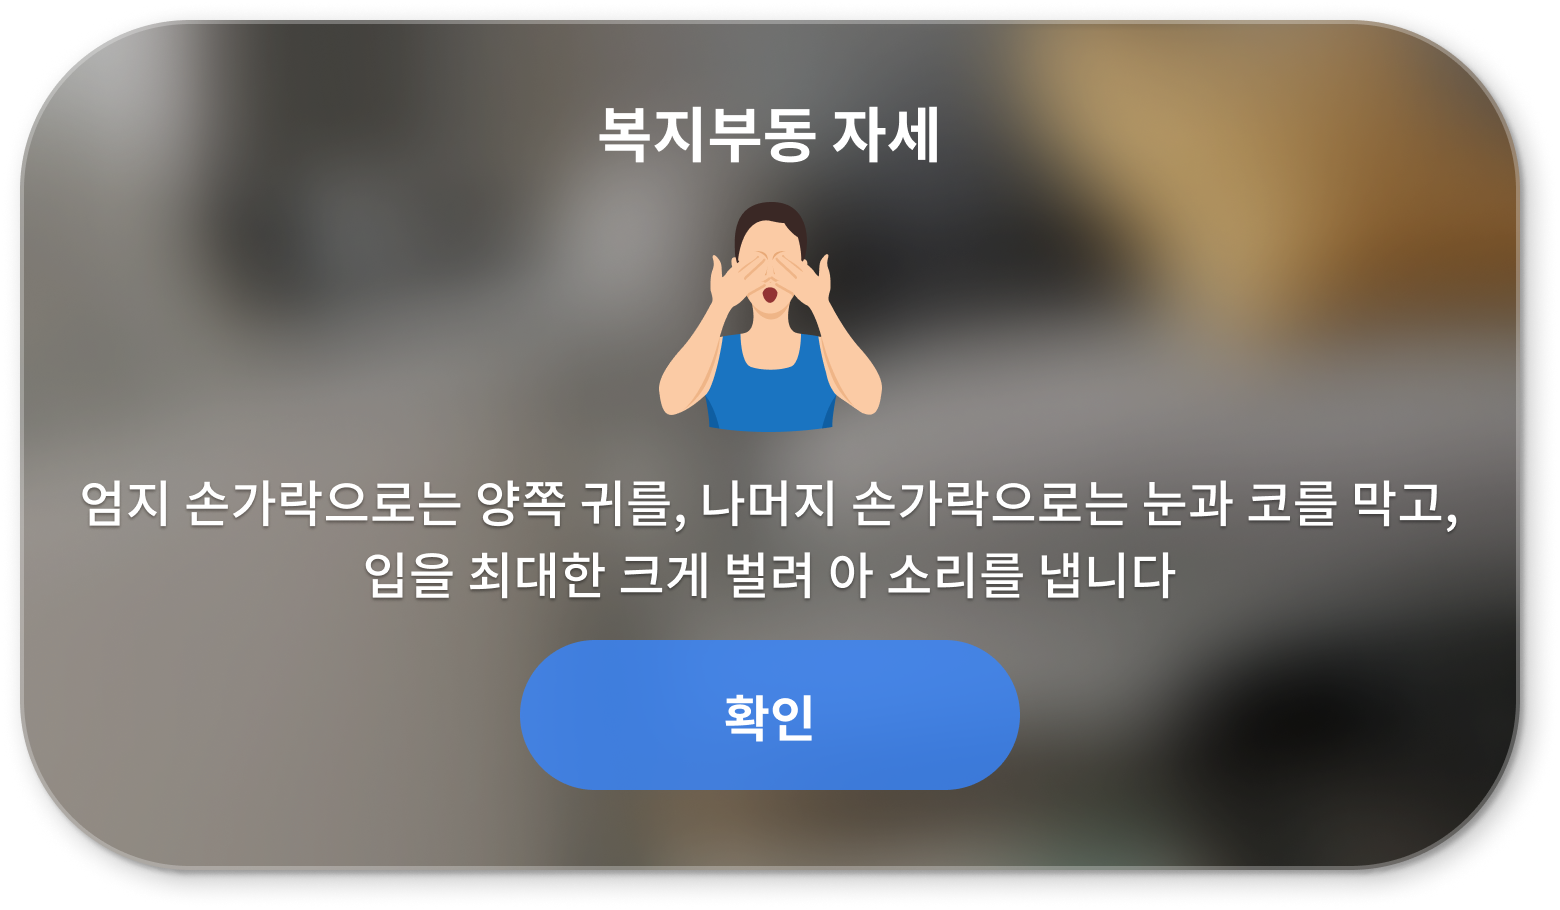 복지부동 자세
엄지 손가락으로는 양쪽 귀를, 나머지 손가락으로는 눈과 코를 막고,
입을 최대한 크게 벌려 아 소리를 냅니다
확인